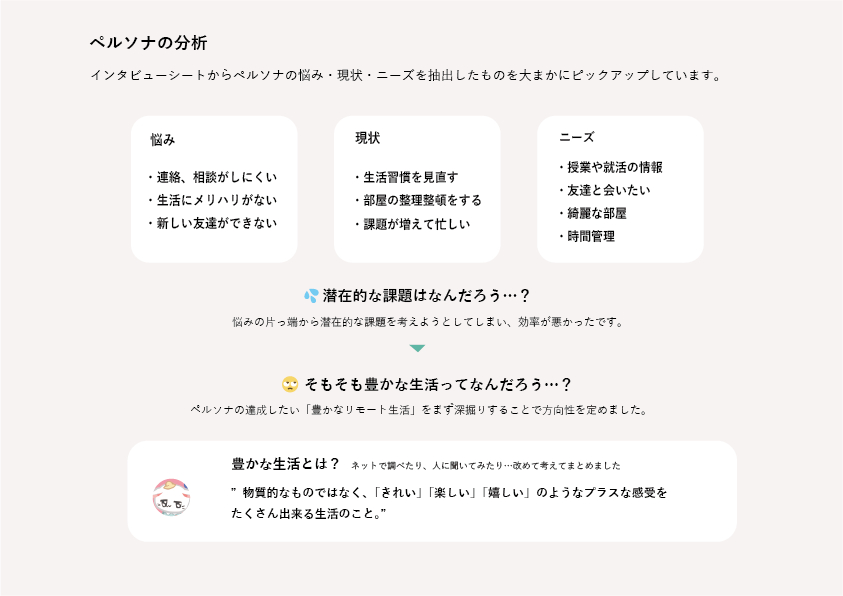 ペルソナの分析
インタビューシートからペルソナの悩み・現状・ニーズを抽出したものを大まかにピックアップしています。
悩み
・連絡、相談がしにくい
・生活にメリハリがない
・新しい友達ができない
現状
・生活習慣を見直す
・部屋の整理整頓をする
・課題が増えて忙しい
ニーズ
・授業や就活の情報
・友達と会いたい
・綺麗な部屋
・時間管理
💦 潜在的な課題はなんだろう…？
悩みの片っ端から潜在的な課題を考えようとしてしまい、効率が悪かったです。
🙄 そもそも豊かな生活ってなんだろう…？
ペルソナの達成したい「豊かなリモート生活」をまず深掘りすることで方向性を定めました。
豊かな生活とは？ ネットで調べたり、人に聞いてみたり…改めて考えてまとめました
” 物質的なものではなく、「きれい」「楽しい」「嬉しい」のようなプラスな感受を
たくさん出来る生活のこと。”